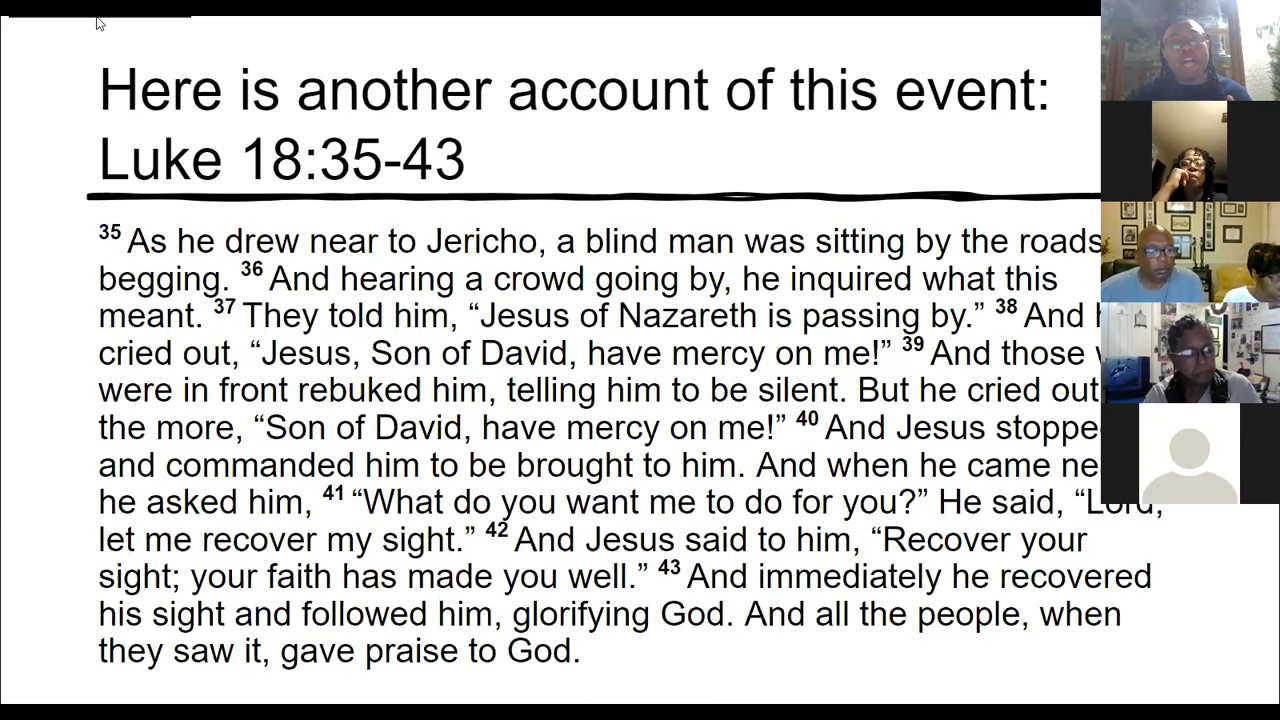 Here is another account of this event:
Luke 18:35-43
35 As he drew near to Jericho, a blind man was sitting by the roads
begging. 36 And hearing a crowd going by, he inquired what this
meant. 37 They told him, “Jesus of Nazareth is passing by.” 38 And
cried out, “Jesus, Son of David, have mercy on me!” 39 And those
were in front rebuked him, telling him to be silent. But he cried out
the more, “Son of David, have mercy on me!” 40 And Jesus stoppe
and commanded him to be brought to him. And when he came ne
he asked him, 41 “What do you want me to do for you?” He said, “Lord,
let me recover my sight.” 42 And Jesus said to him, “Recover your
sight; your faith has made you well.” 43 And immediately he recovered
his sight and followed him, glorifying God. And all the people, when
they saw it, gave praise to God.